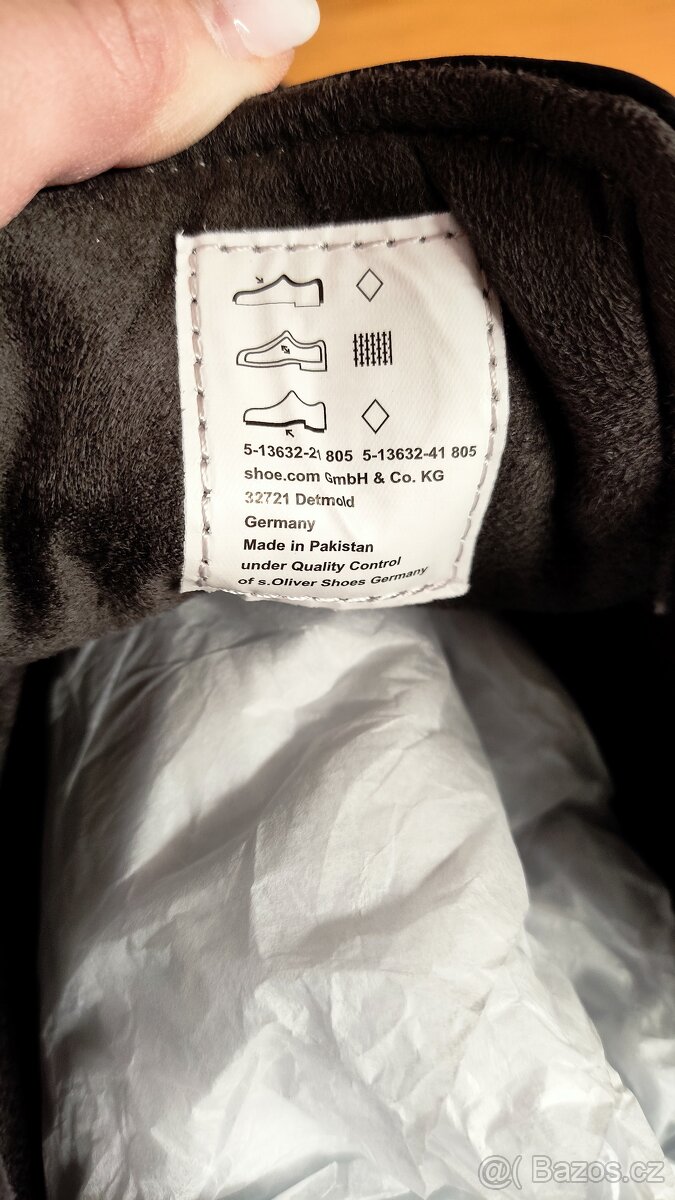 5-13632-21 805 5-13632-41 805
shoe.com GmbH & Co. KG
32721 Detmold
Germany
Made in Pakistan
under Quality Control
of s.Oliver Shoes Germany
@( Bazos.cz